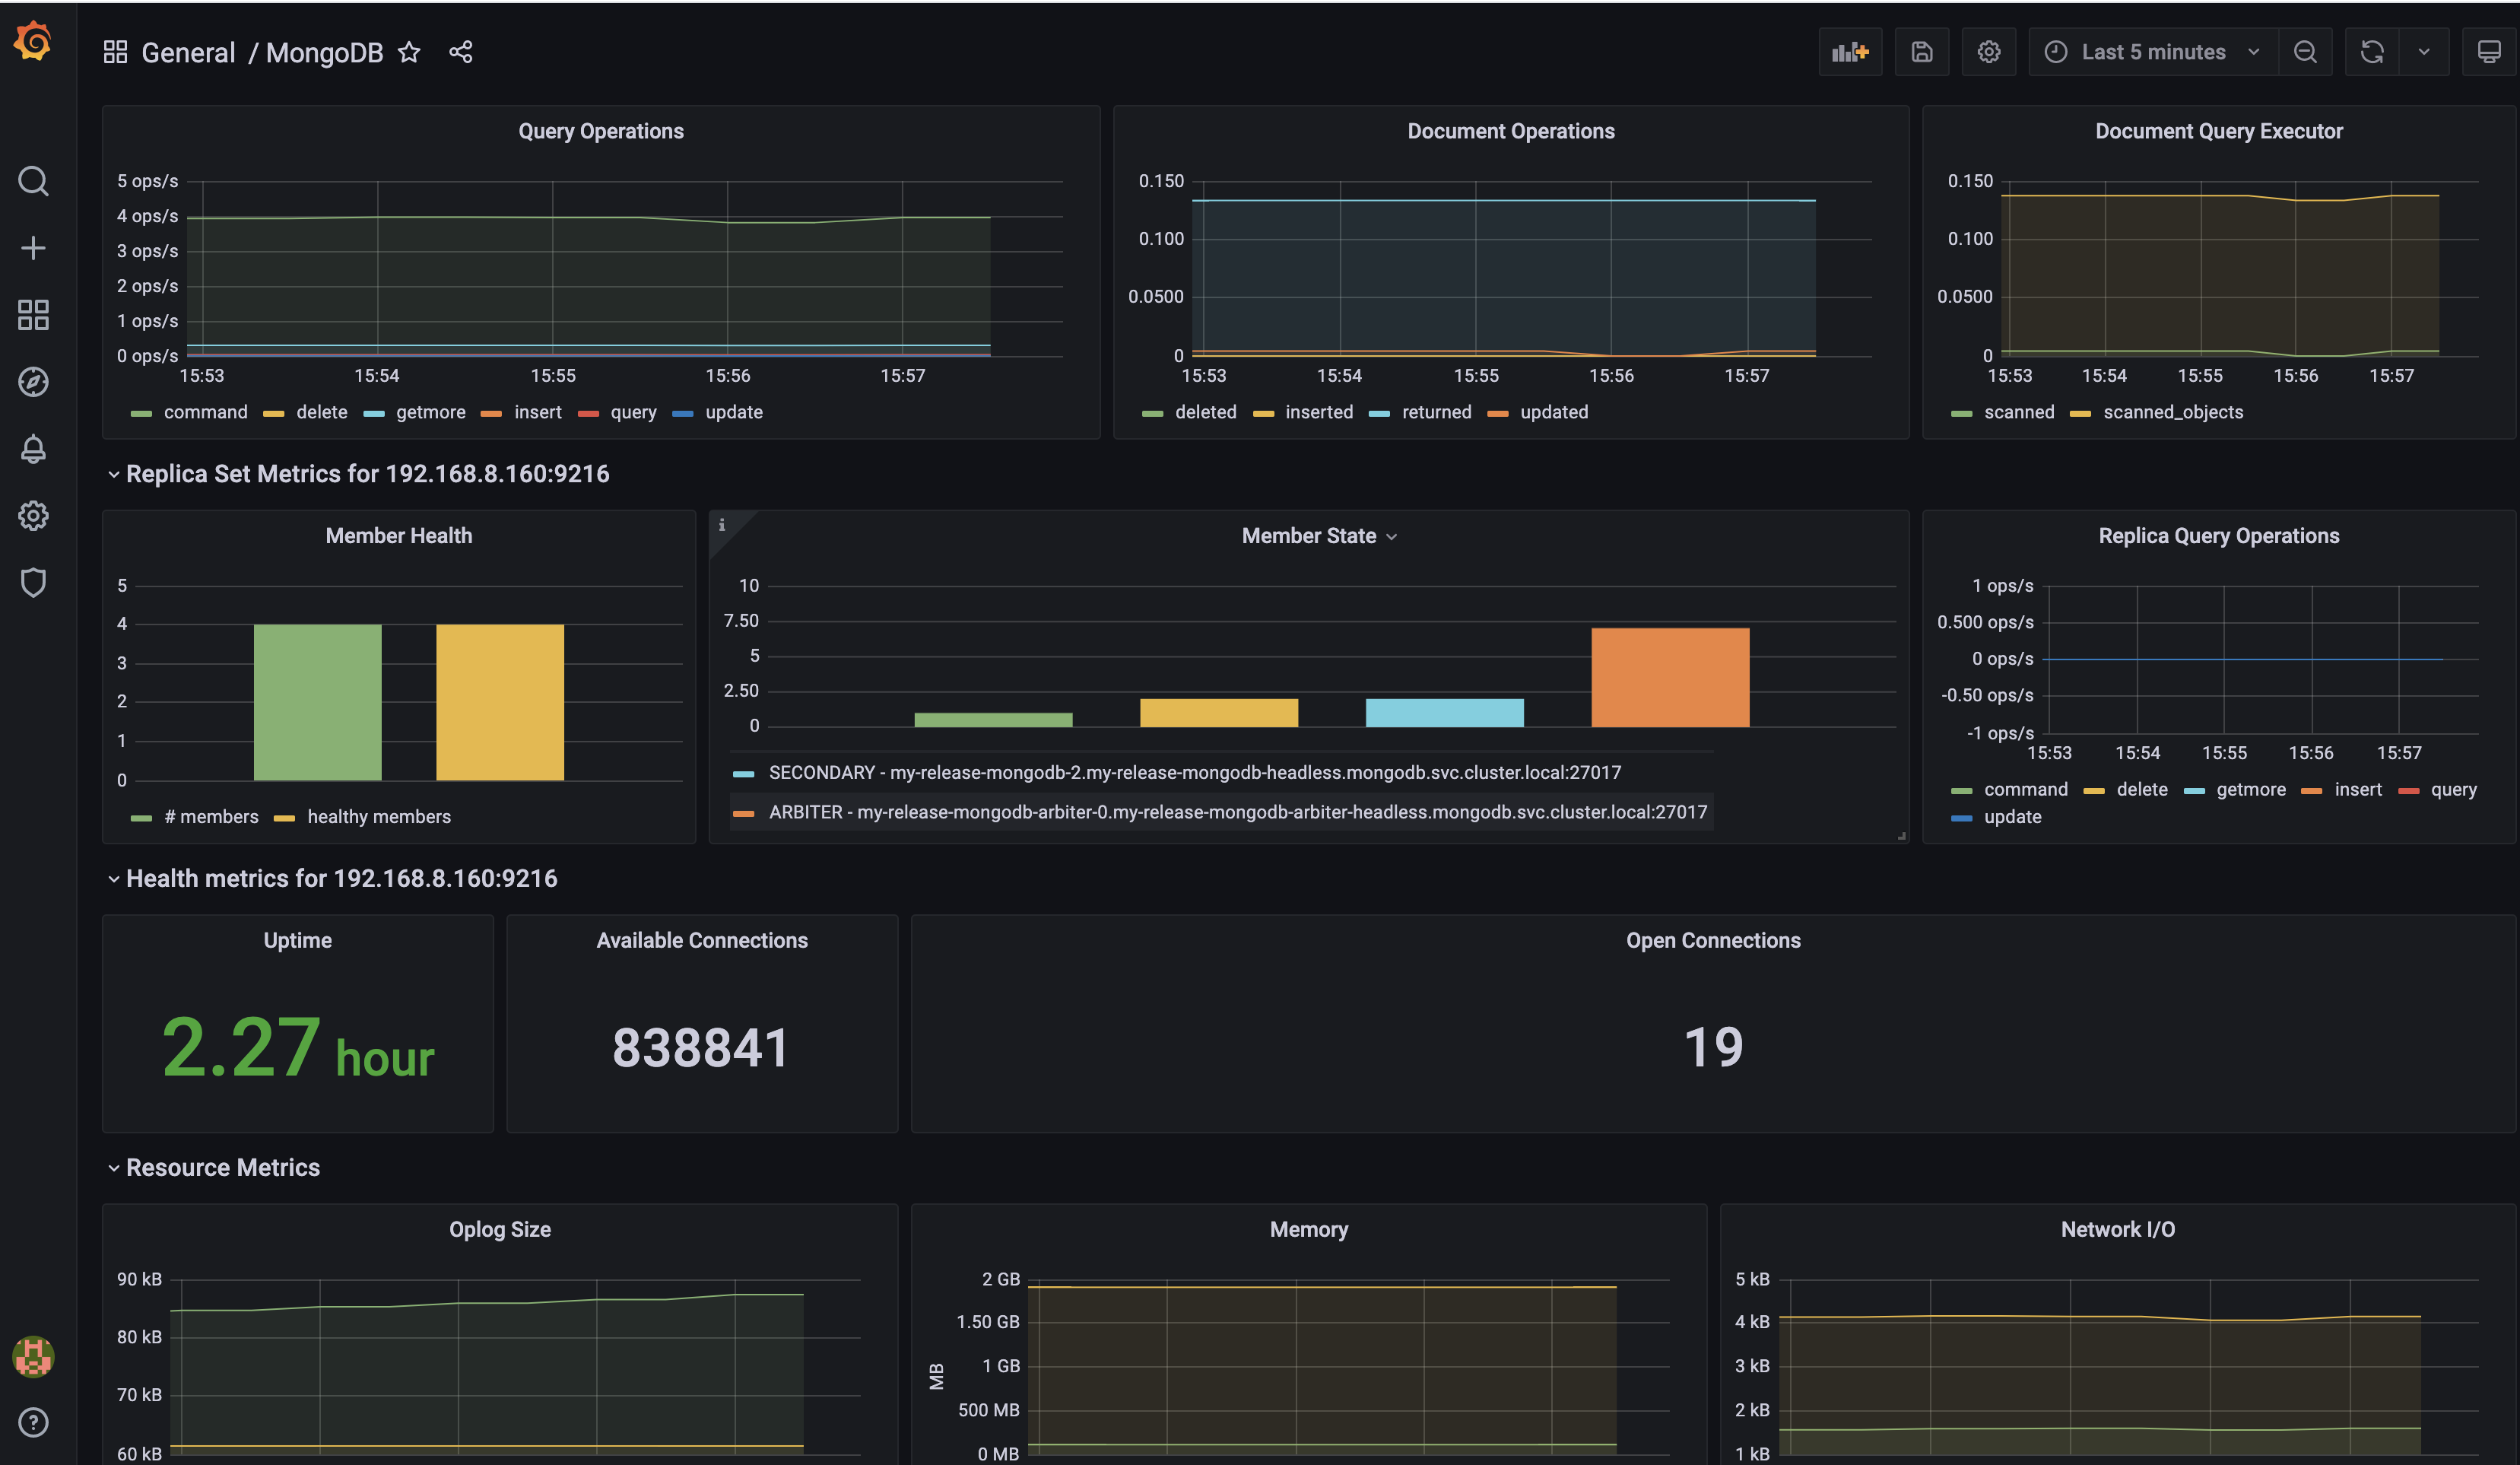 General / MongoDB
Last 5 minutes
Query Operations
5 ops/s
4 ops/s
3 ops/s
2 ops/s
1 ops/s
0 ops/s
15:53 15:54 15:55 15:56 15:57
command delete getmore insert query update
Document Operations
0.150
0.100
0.0500
0
15:53 15:54 15:55 15:56 15:57
deleted inserted returned updated
Document Query Executor
0.150
0.100
0.0500
0
15:53 15:54 15:55 15:56 15:57
scanned scanned_objects
Replica Set Metrics for 192.168.8.160:9216
Member Health
5
4
3
2
1
0
# members healthy members
i
Member State
10
7.50
5
2.50
0
SECONDARY - my-release-mongodb-2.my-release-mongodb-headless.mongodb.svc.cluster.local:27017
ARBITER - my-release-mongodb-arbiter-0.my-release-mongodb-arbiter-headless.mongodb.svc.cluster.local:27017
Replica Query Operations
1 ops/s
0.500 ops/s
0 ops/s
-0.50 ops/s
-1 ops/s
15:53 15:54 15:55 15:56 15:57
command delete getmore insert query
update
Health metrics for 192.168.8.160:9216
Uptime
2.27 hour
Available Connections
838841
Open Connections
19
Resource Metrics
Oplog Size
90 kB
80 kB
70 kB
60 kB
Memory
MB
2 GB
1.50 GB
1 GB
500 MB
0 MB
Network I/O
5 kB
4 kB
3 kB
2 kB
1 kB